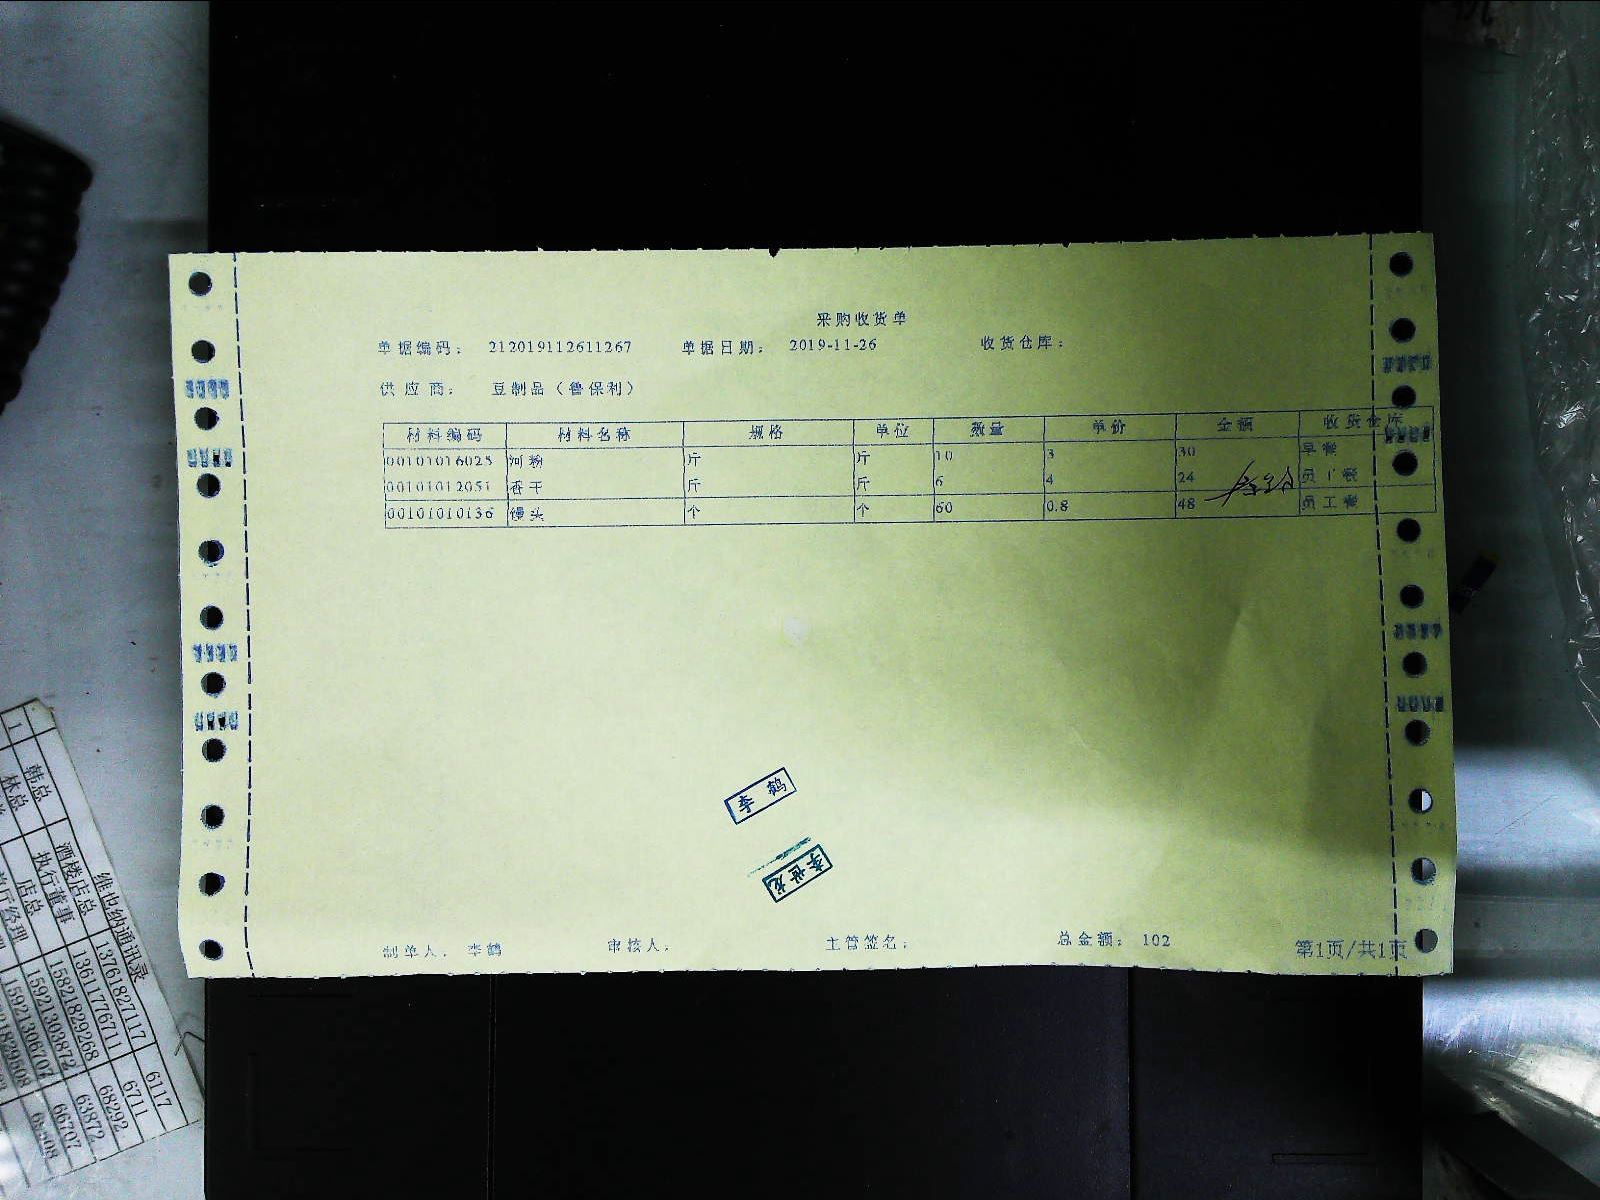 采购收货单
单据编码： 212019112611267 单据日期： 2019-11-26 收货仓库：
供应商： 豆制品（鲁保利）
材料编码 材料名称 规格 单位 数量 单价 金额 收货仓库
00101016025 河粉 斤 斤 10 3 30 早餐
00101012051 香干 斤 斤 6 4 24 员工餐
00101010136 馒头 个 个 60 0.8 48 员工餐
李鹤
李世龙
制单人： 李鹤 审核人： 主管签名： 总金额： 102 第1页/共1页
维也纳通讯录
酒楼店总 13761827117 6117
韩总 执行董事 13617776711 6711
1 林总 店总 15821829268 68292
15921303872 63872
15921306707 66707